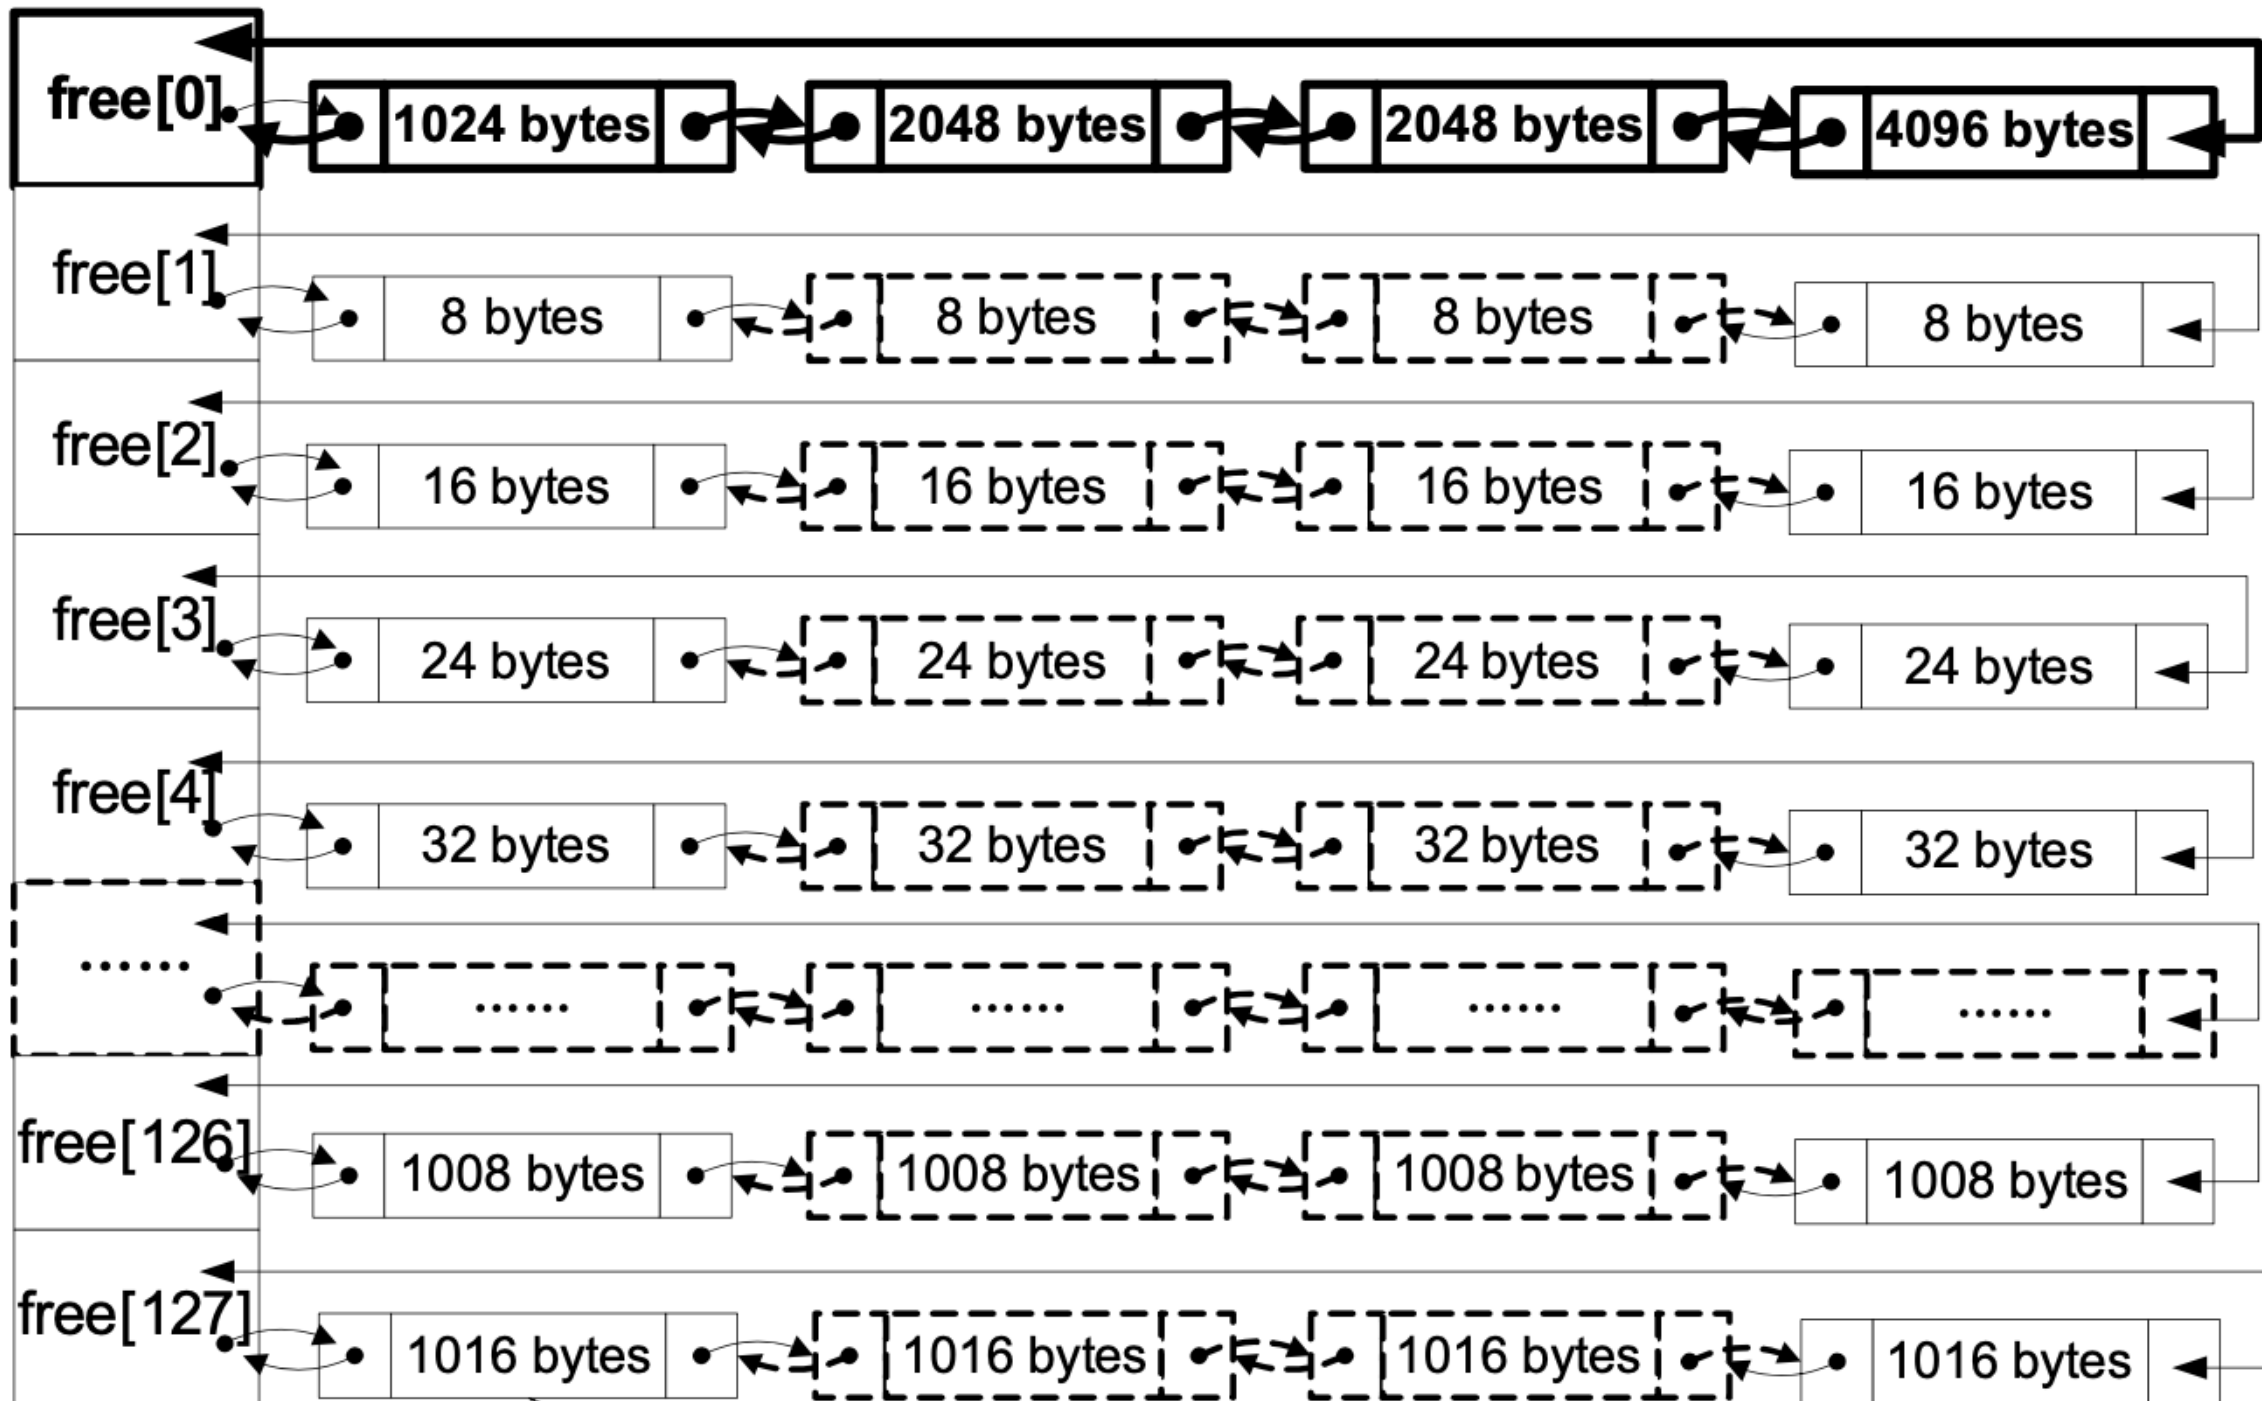 free[0] 1024 bytes 2048 bytes 2048 bytes 4096 bytes
free[1] 8 bytes 8 bytes 8 bytes 8 bytes
free[2] 16 bytes 16 bytes 16 bytes 16 bytes
free[3] 24 bytes 24 bytes 24 bytes 24 bytes
free[4] 32 bytes 32 bytes 32 bytes 32 bytes
...... ...... ...... ...... ......
free[126] 1008 bytes 1008 bytes 1008 bytes 1008 bytes
free[127] 1016 bytes 1016 bytes 1016 bytes 1016 bytes